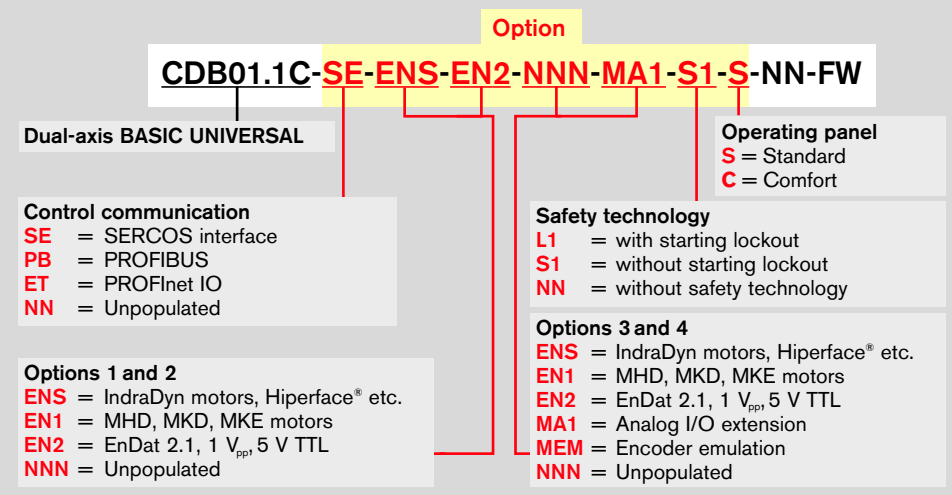 Option
CDB01.1C-SE-ENS-EN2-NNN-MA1-S1-S-NN-FW
Dual-axis BASIC UNIVERSAL
Operating panel
S = Standard
C = Comfort
Control communication
SE = SERCOS interface
PB = PROFIBUS
ET = PROFInet IO
NN = Unpopulated
Safety technology
L1 = with starting lockout
S1 = without starting lockout
NN = without safety technology
Options 1 and 2
ENS = IndraDyn motors, Hiperface® etc.
EN1 = MHD, MKD, MKE motors
EN2 = EnDat 2.1, 1 Vpp, 5 V TTL
NNN = Unpopulated
Options 3 and 4
ENS = IndraDyn motors, Hiperface® etc.
EN1 = MHD, MKD, MKE motors
EN2 = EnDat 2.1, 1 Vpp, 5 V TTL
MA1 = Analog I/O extension
MEM = Encoder emulation
NNN = Unpopulated